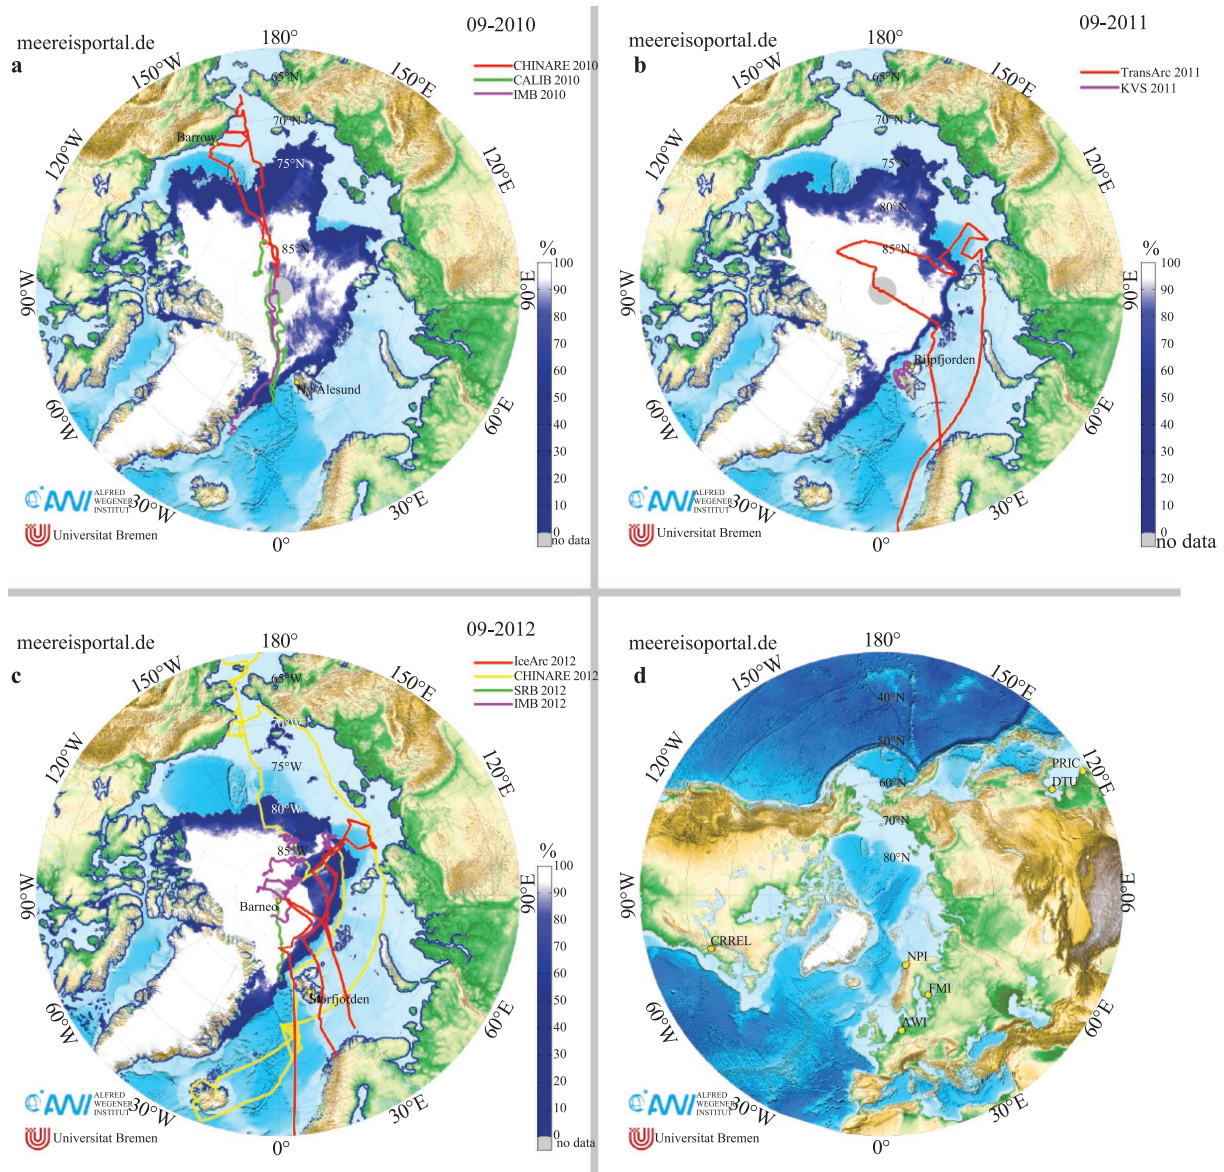 meereisportal.de
09-2010
a
180°
150°W
150°E
65°N
CHINARE 2010
CALIB 2010
IMB 2010
70°N
Barrow
75°N
120°W
120°E
85°N
%
100
90
80
70
60
50
40
30
20
10
0
no data
90°W
90°E
Ny Alesund
60°W
60°E
30°W
30°E
0°
AWI
ALFRED
WEGENER
INSTITUT
Universitat Bremen
meereisoportal.de
09-2011
b
180°
150°W
150°E
65°N
TransArc 2011
KVS 2011
70°N
75°N
120°W
120°E
80°N
85°N
%
100
90
80
70
60
50
40
30
20
10
0
no data
90°W
90°E
Rijpfjorden
60°W
60°E
30°W
30°E
0°
AWI
ALFRED
WEGENER
INSTITUT
Universitat Bremen
meereisportal.de
09-2012
c
180°
150°W
150°E
65°W
IceArc 2012
CHINARE 2012
SRB 2012
IMB 2012
70°W
75°W
120°W
120°E
80°W
85°W
%
100
90
80
70
60
50
40
30
20
10
0
no data
Barneo
90°W
90°E
Storfjorden
60°W
60°E
30°W
30°E
0°
AWI
ALFRED
WEGENER
INSTITUT
Universitat Bremen
meereisoportal.de
d
180°
150°W
150°E
40°N
50°N
60°N
70°N
80°N
120°W
120°E
PRIC
DTU
90°W
90°E
CRREL
NPI
FMI
AWI
60°W
60°E
30°W
30°E
0°
AWI
ALFRED
WEGENER
INSTITUT
Universitat Bremen